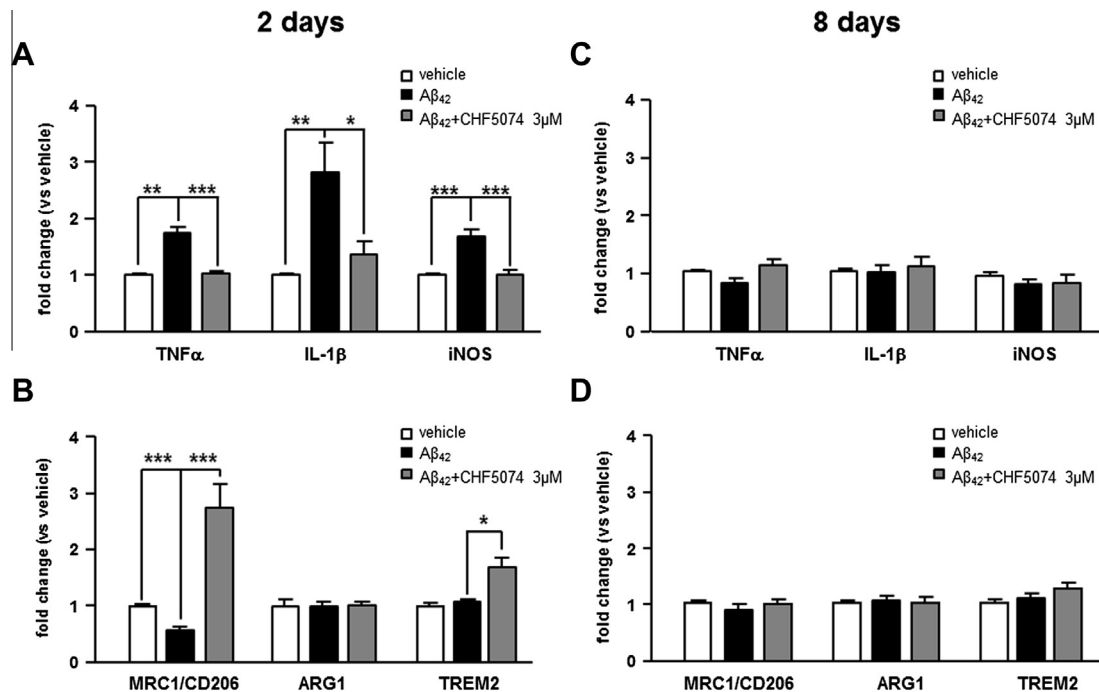 2 days
8 days
A
vehicle
Aβ₄₂
Aβ₄₂+CHF5074 3µM
fold change (vs vehicle)
4
3
2
1
0
** ***
** *
*** ***
TNFα IL-1β iNOS
C
vehicle
Aβ₄₂
Aβ₄₂+CHF5074 3µM
fold change (vs vehicle)
4
3
2
1
0
TNFα IL-1β iNOS
B
vehicle
Aβ₄₂
Aβ₄₂+CHF5074 3µM
fold change (vs vehicle)
4
3
2
1
0
*** ***
*
MRC1/CD206 ARG1 TREM2
D
vehicle
Aβ₄₂
Aβ₄₂+CHF5074 3µM
fold change (vs vehicle)
4
3
2
1
0
MRC1/CD206 ARG1 TREM2